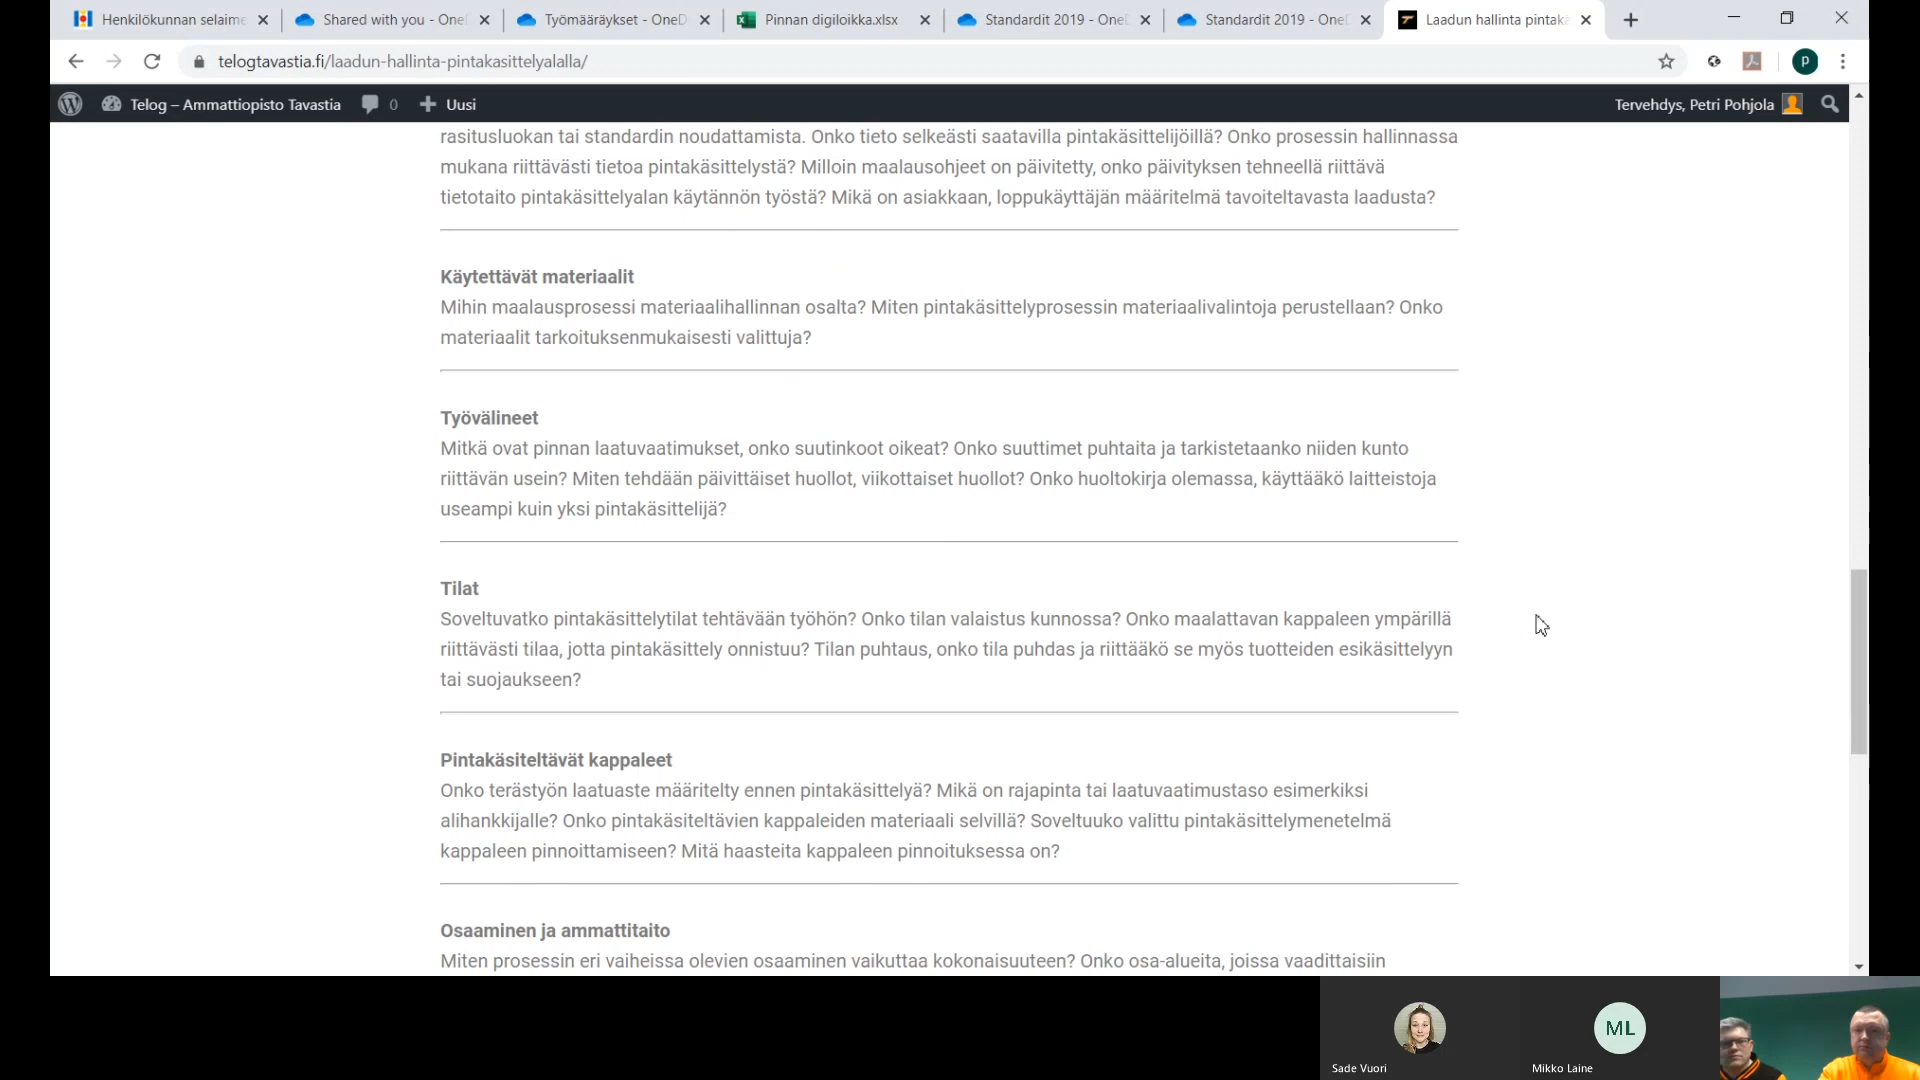 Henkilökunnan selaime
Shared with you - Onel
Työmääräykset - OneD
Pinnan digiloikka.xlsx
Standardit 2019 - OneD
Standardit 2019 - OneD
Laadun hallinta pintakä
telogtavastia.fi/laadun-hallinta-pintakasittelyalalla/
P
Telog – Ammattiopisto Tavastia
0
Uusi
Tervehdys, Petri Pohjola
rasitusluokan tai standardin noudattamista. Onko tieto selkeästi saatavilla pintakäsittelijöillä? Onko prosessin hallinnassa
mukana riittävästi tietoa pintakäsittelystä? Milloin maalausohjeet on päivitetty, onko päivityksen tehneellä riittävä
tietotaito pintakäsittelyalan käytännön työstä? Mikä on asiakkaan, loppukäyttäjän määritelmä tavoiteltavasta laadusta?
Käytettävät materiaalit
Mihin maalausprosessi materiaalihallinnan osalta? Miten pintakäsittelyprosessin materiaalivalintoja perustellaan? Onko
materiaalit tarkoituksenmukaisesti valittuja?
Työvälineet
Mitkä ovat pinnan laatuvaatimukset, onko suutinkoot oikeat? Onko suuttimet puhtaita ja tarkistetaanko niiden kunto
riittävän usein? Miten tehdään päivittäiset huollot, viikottaiset huollot? Onko huoltokirja olemassa, käyttääkö laitteistoja
useampi kuin yksi pintakäsittelijä?
Tilat
Soveltuvatko pintakäsittelytilat tehtävään työhön? Onko tilan valaistus kunnossa? Onko maalattavan kappaleen ympärillä
riittävästi tilaa, jotta pintakäsittely onnistuu? Tilan puhtaus, onko tila puhdas ja riittääkö se myös tuotteiden esikäsittelyyn
tai suojaukseen?
Pintakäsiteltävät kappaleet
Onko terästyön laatuaste määritelty ennen pintakäsittelyä? Mikä on rajapinta tai laatuvaatimustaso esimerkiksi
alihankkijalle? Onko pintakäsiteltävien kappaleiden materiaali selvillä? Soveltuuko valittu pintakäsittelymenetelmä
kappaleen pinnoittamiseen? Mitä haasteita kappaleen pinnoituksessa on?
Osaaminen ja ammattitaito
Miten prosessin eri vaiheissa olevien osaaminen vaikuttaa kokonaisuuteen? Onko osa-alueita, joissa vaadittaisiin
ML
Sade Vuori
Mikko Laine